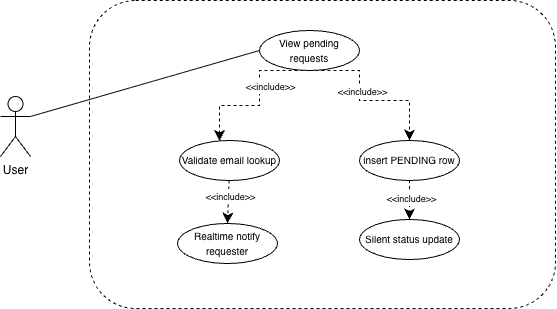 View pending
requests
<<include>>
<<include>>
User
Validate email lookup
insert PENDING row
<<include>>
<<include>>
Realtime notify
requester
Silent status update